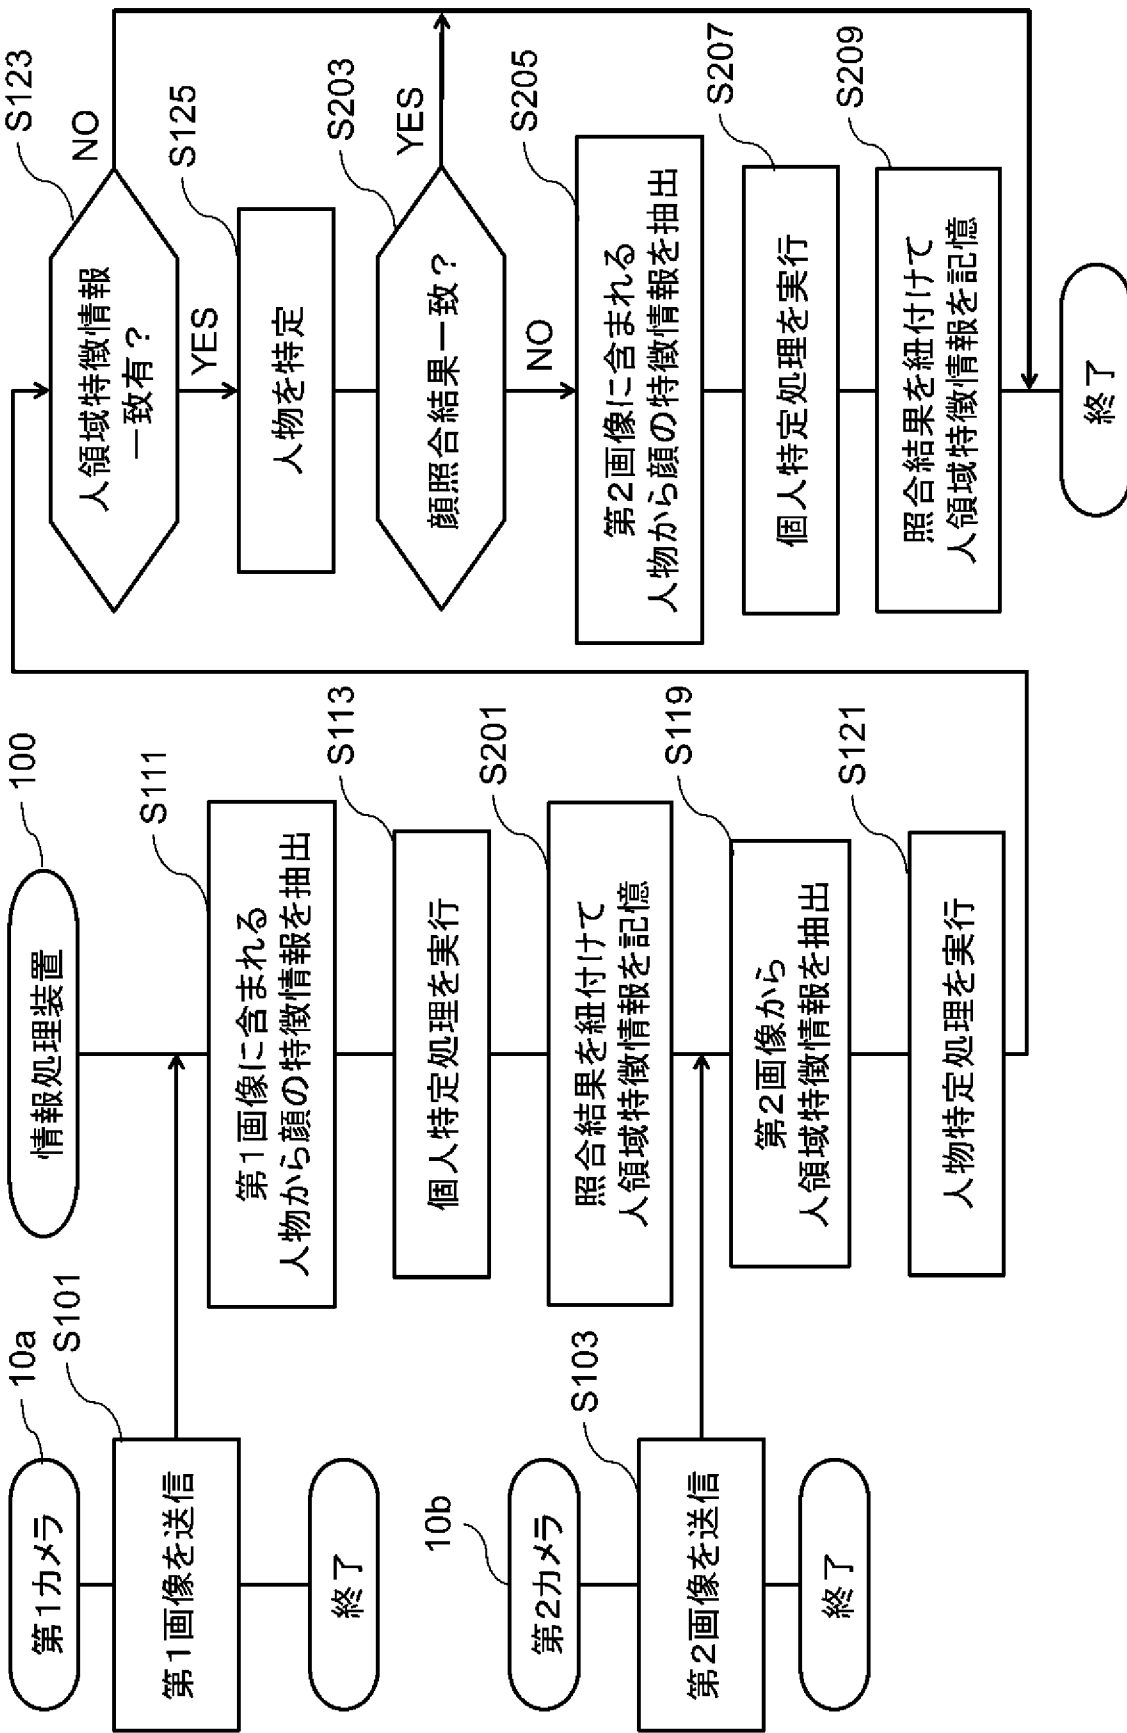 第1カメラ
10a
第1画像を送信
S101
終了
第2カメラ
10b
第2画像を送信
S103
終了
情報処理装置
100
第1画像に含まれる
人物から顔の特徴情報を抽出
S111
個人特定処理を実行
S113
照合結果を紐付けて
人領域特徴情報を記憶
S201
第2画像から
人領域特徴情報を抽出
S119
人物特定処理を実行
S121
人領域特徴情報
一致有？
S123
NO
YES
人物を特定
S125
顔照合結果一致？
S203
YES
NO
第2画像に含まれる
人物から顔の特徴情報を抽出
S205
個人特定処理を実行
S207
照合結果を紐付けて
人領域特徴情報を記憶
S209
終了